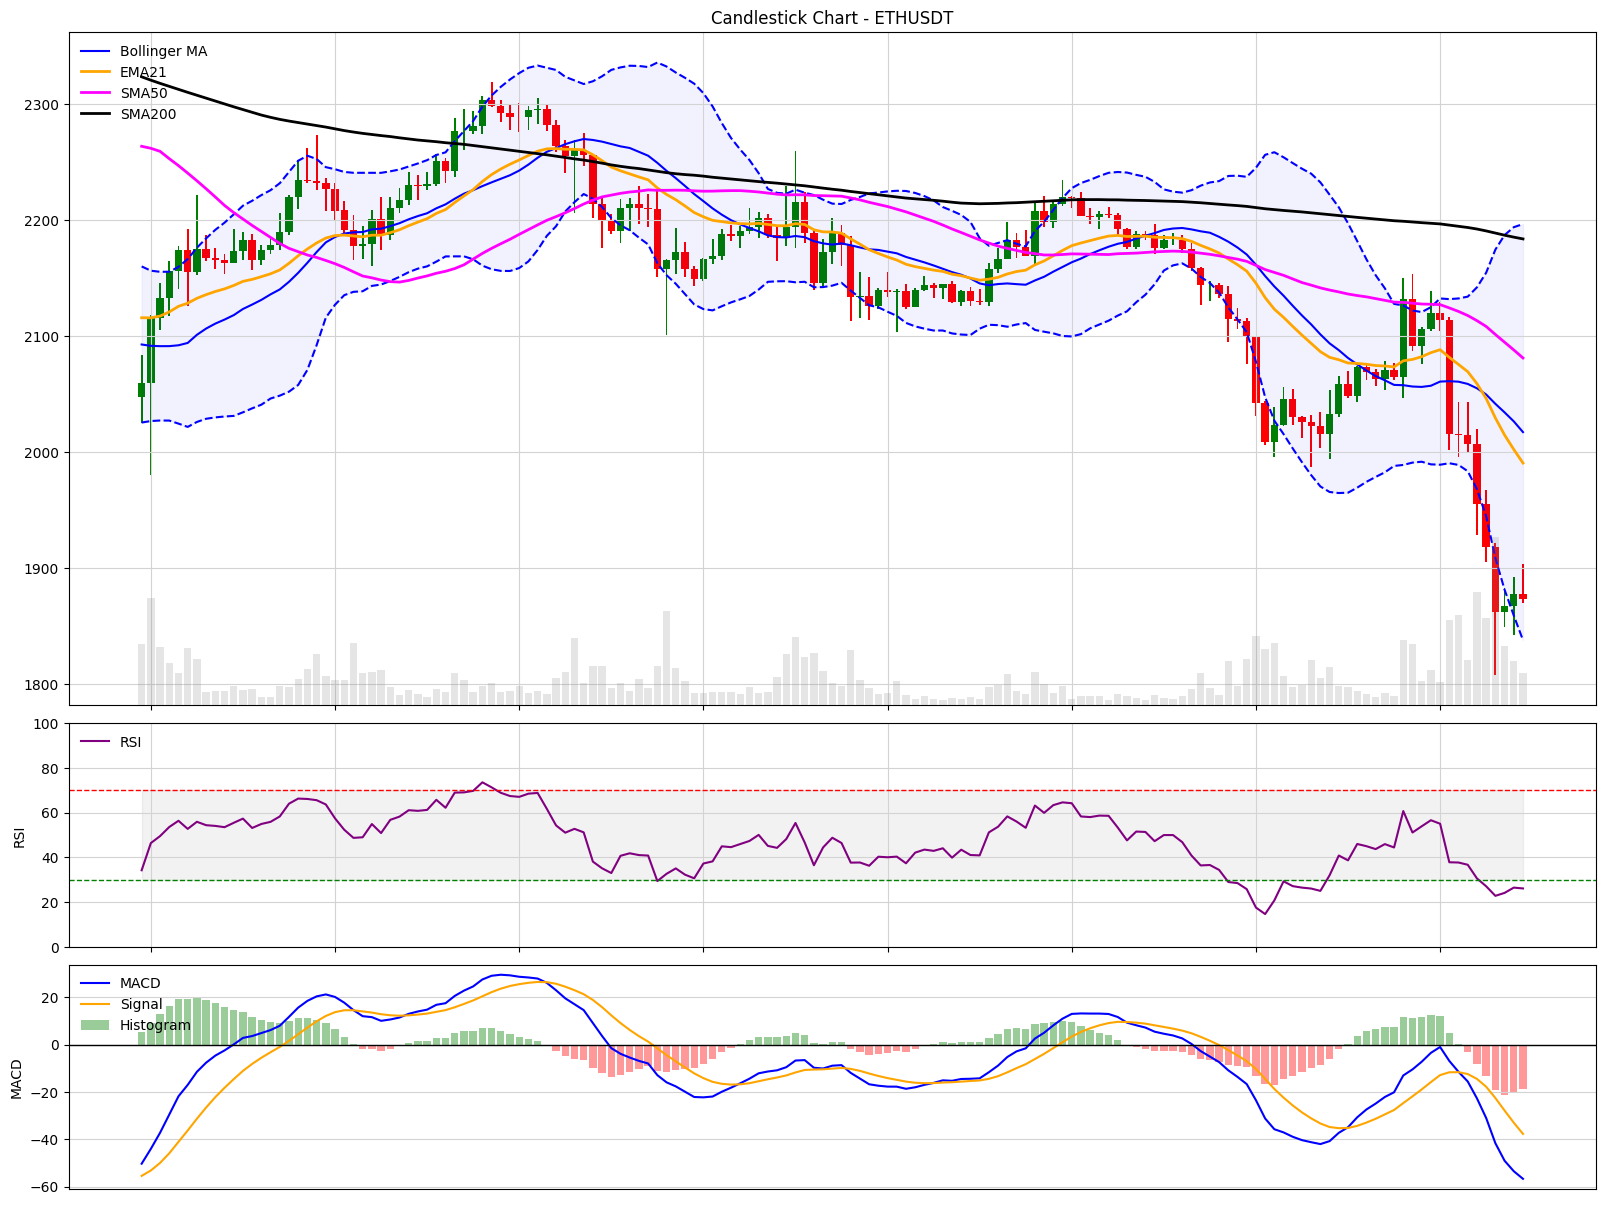 Candlestick Chart - ETHUSDT
Bollinger MA
EMA21
SMA50
SMA200
2300
2200
2100
2000
1900
1800
RSI
100
80
60
40
20
0
RSI
MACD
Signal
Histogram
20
0
−20
−40
−60
MACD